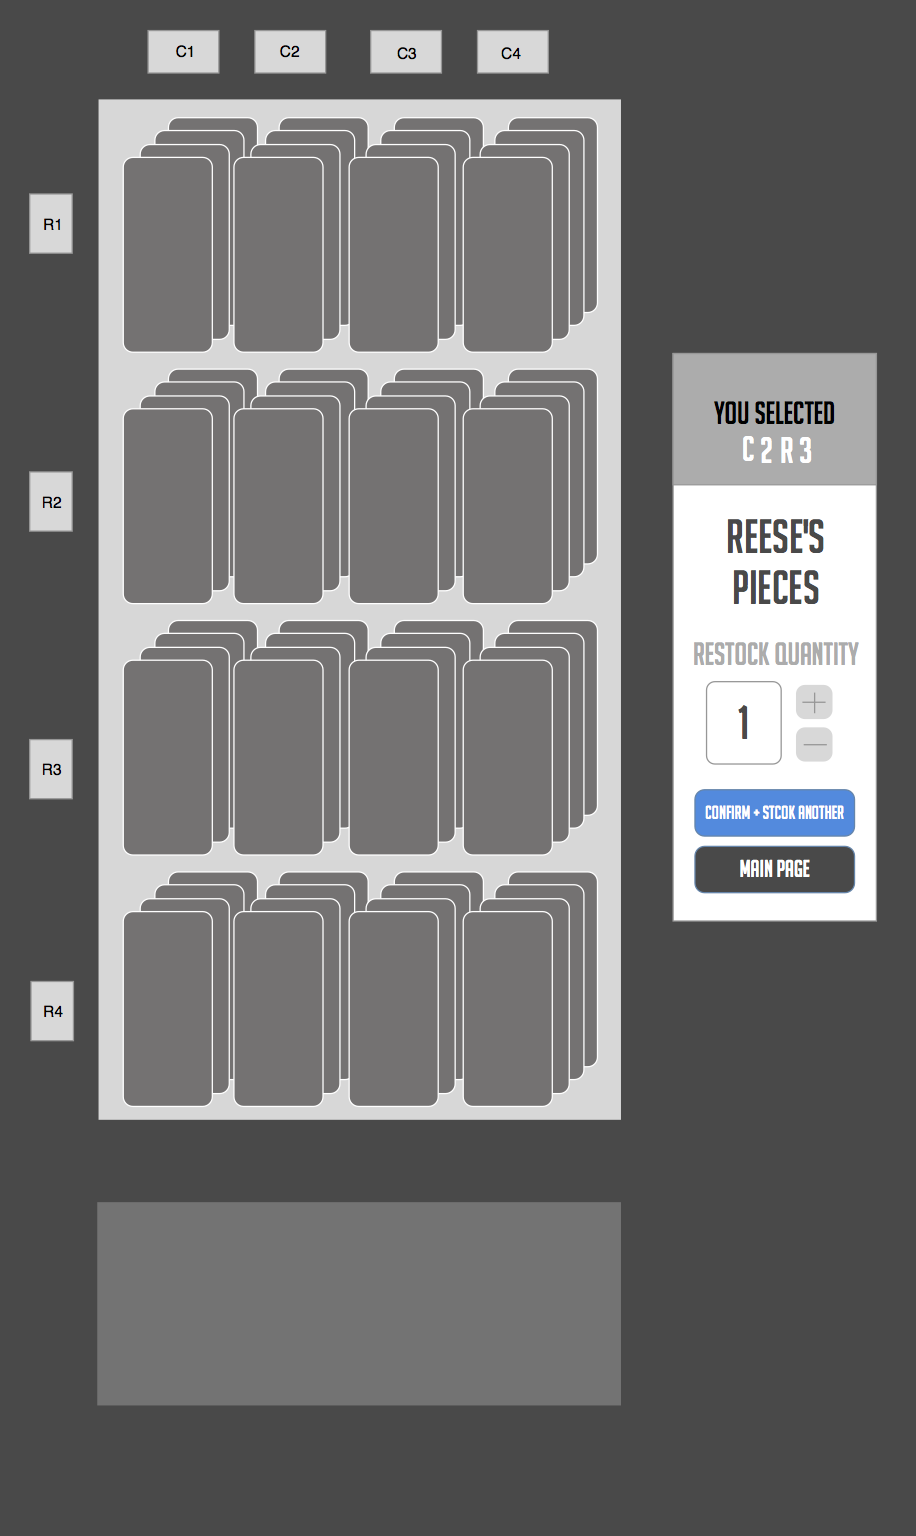 C1 C2 C3 C4
R1
R2
R3
R4
YOU SELECTED
C 2 R 3
REESE'S
PIECES
RESTOCK QUANTITY
1
CONFIRM + STCOK ANOTHER
MAIN PAGE